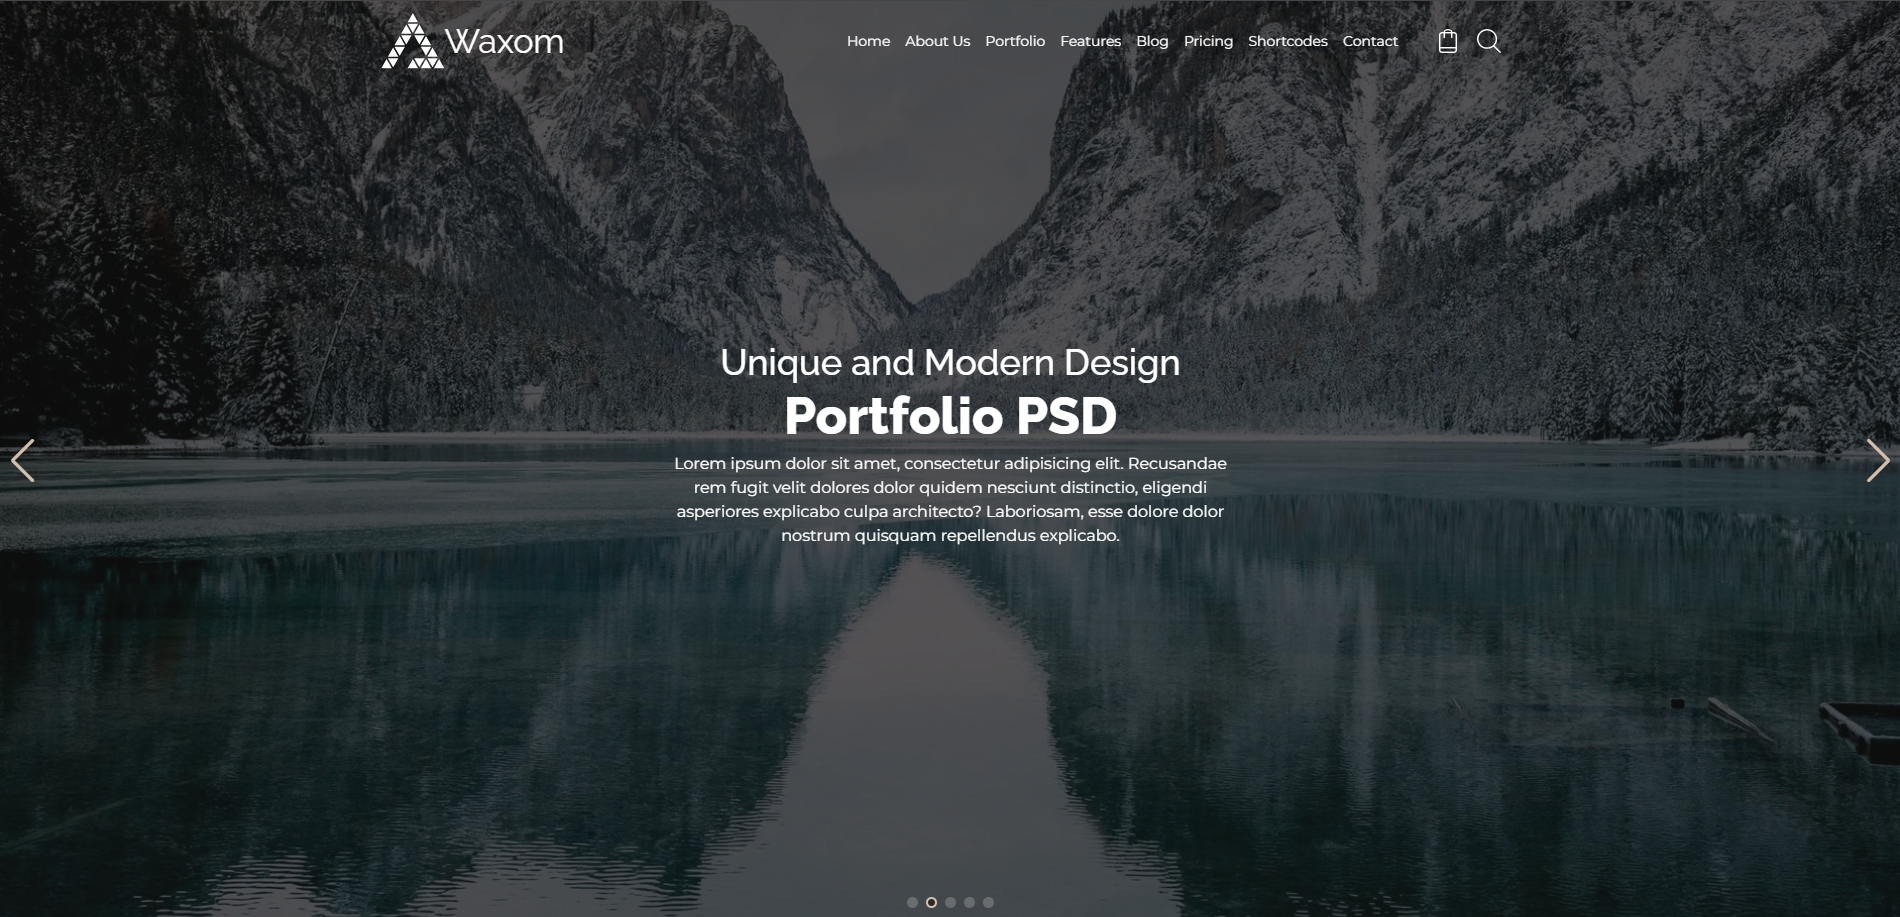 Waxom
Home About Us Portfolio Features Blog Pricing Shortcodes Contact
Unique and Modern Design
Portfolio PSD
Lorem ipsum dolor sit amet, consectetur adipisicing elit. Recusandae
rem fugit velit dolores dolor quidem nesciunt distinctio, eligendi
asperiores explicabo culpa architecto? Laboriosam, esse dolore dolor
nostrum quisquam repellendus explicabo.